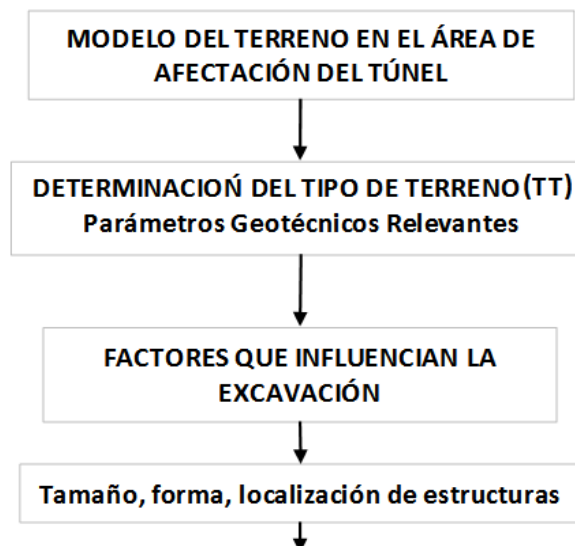 MODELO DEL TERRENO EN EL ÁREA DE
AFECTACIÓN DEL TÚNEL
DETERMINACIOŃ DEL TIPO DE TERRENO(TT)
Parámetros Geotécnicos Relevantes
FACTORES QUE INFLUENCIAN LA
EXCAVACIÓN
Tamaño, forma, localización de estructuras